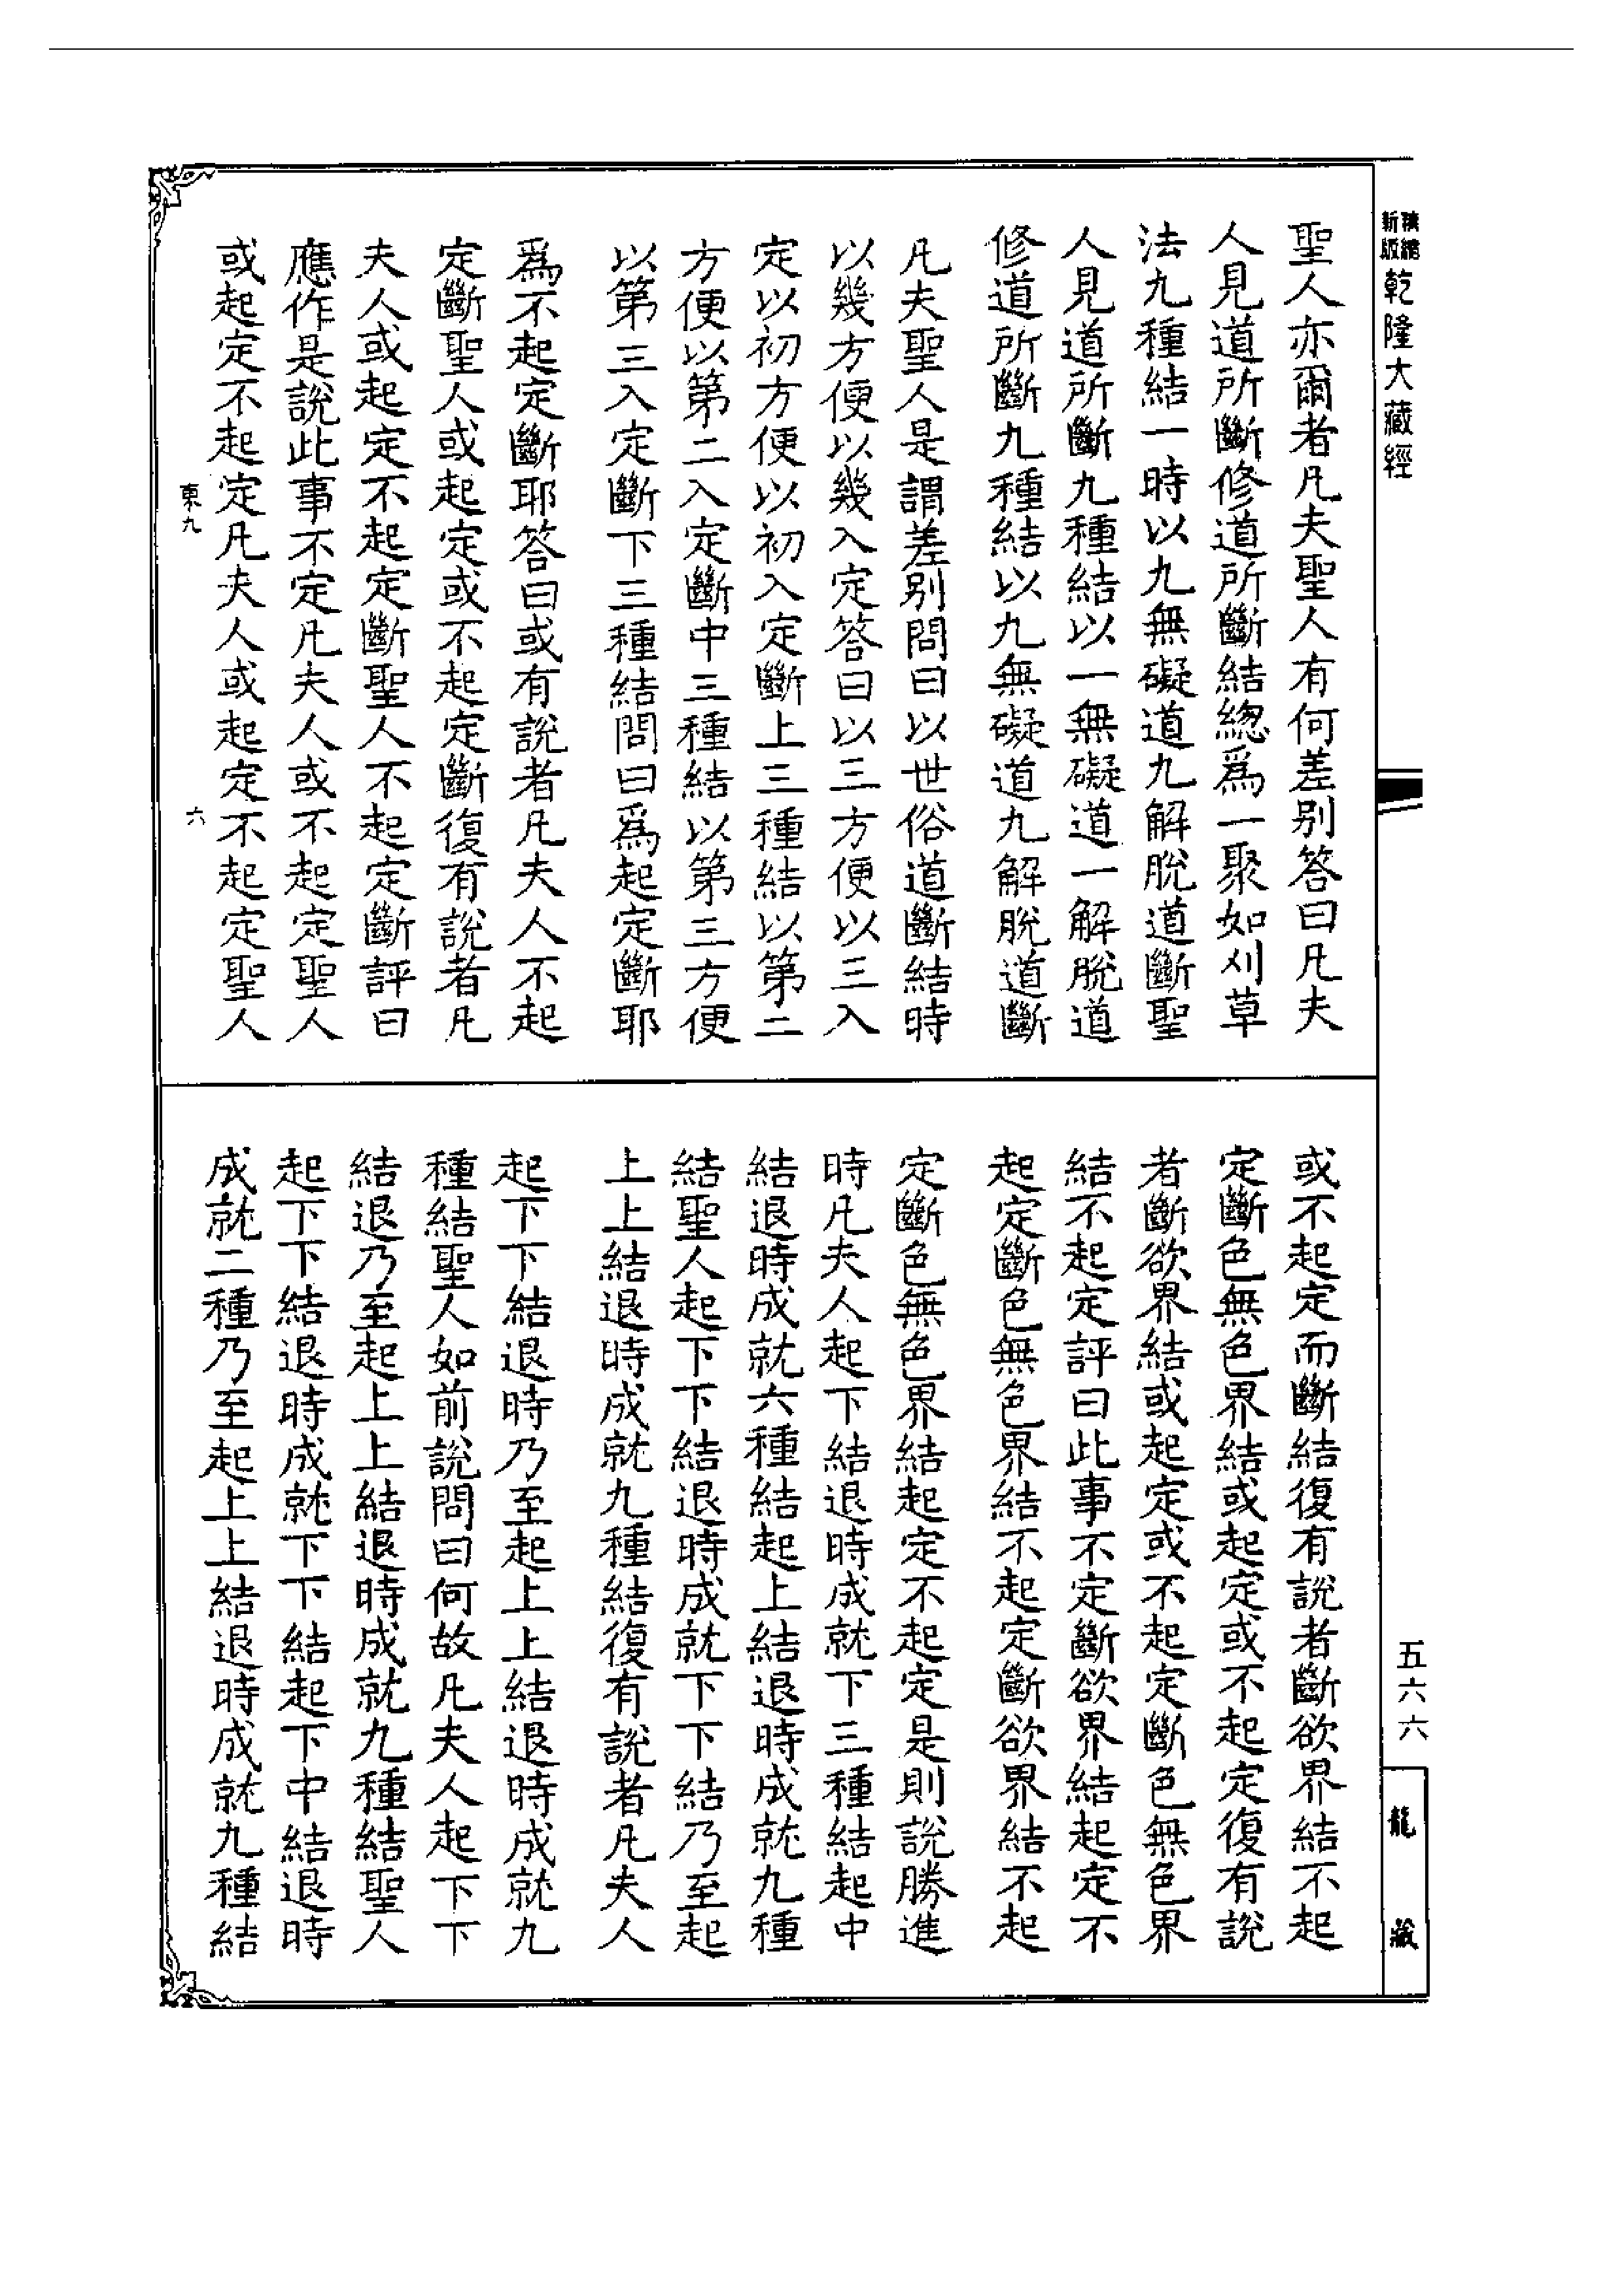 精縮新版
乾隆大藏經
聖人亦爾者凡夫聖人有何差別答曰凡夫
人見道所斷修道所斷結總為一聚如刈草
法九種結一時以九無礙道九解脫道斷聖
人見道所斷九種結以一無礙道一解脫道
修道所斷九種結以九無礙道九解脫道斷
凡夫聖人是謂差別問曰以世俗道斷結時
以幾方便以幾入定答曰以三方便以三入
定以初方便以初入定斷上三種結以第二
方便以第二入定斷中三種結以第三方便
以第三入定斷下三種結問曰為起定斷耶
為不起定斷耶答曰或有說者凡夫人不起
定斷聖人或起定或不起定斷復有說者凡
夫人或起定不起定斷聖人不起定斷評曰
應作是說此事不定凡夫人或不起定聖人
或起定不起定凡夫人或起定不起定聖人
東九
六
或不起定而斷結復有說者斷欲界結不起
定斷色無色界結或起定或不起定復有說
者斷欲界結或起定或不起定斷色無色界
結不起定評曰此事不定斷欲界結起定不
起定斷色無色界結不起定斷欲界結不起
定斷色無色界結起定不起定是則說勝進
時凡夫人起下結退時成就下三種結起中
結退時成就六種結起上結退時成就九種
結聖人起下下結退時成就下下結乃至起
上上結退時成就九種結復有說者凡夫人
起下下結退時乃至起上上結退時成就九
種結聖人如前說問曰何故凡夫人起下下
結退乃至起上上結退時成就九種結聖人
起下下結退時成就下下結起下中結退時
成就二種乃至起上上結退時成就九種結
五六六
龍藏